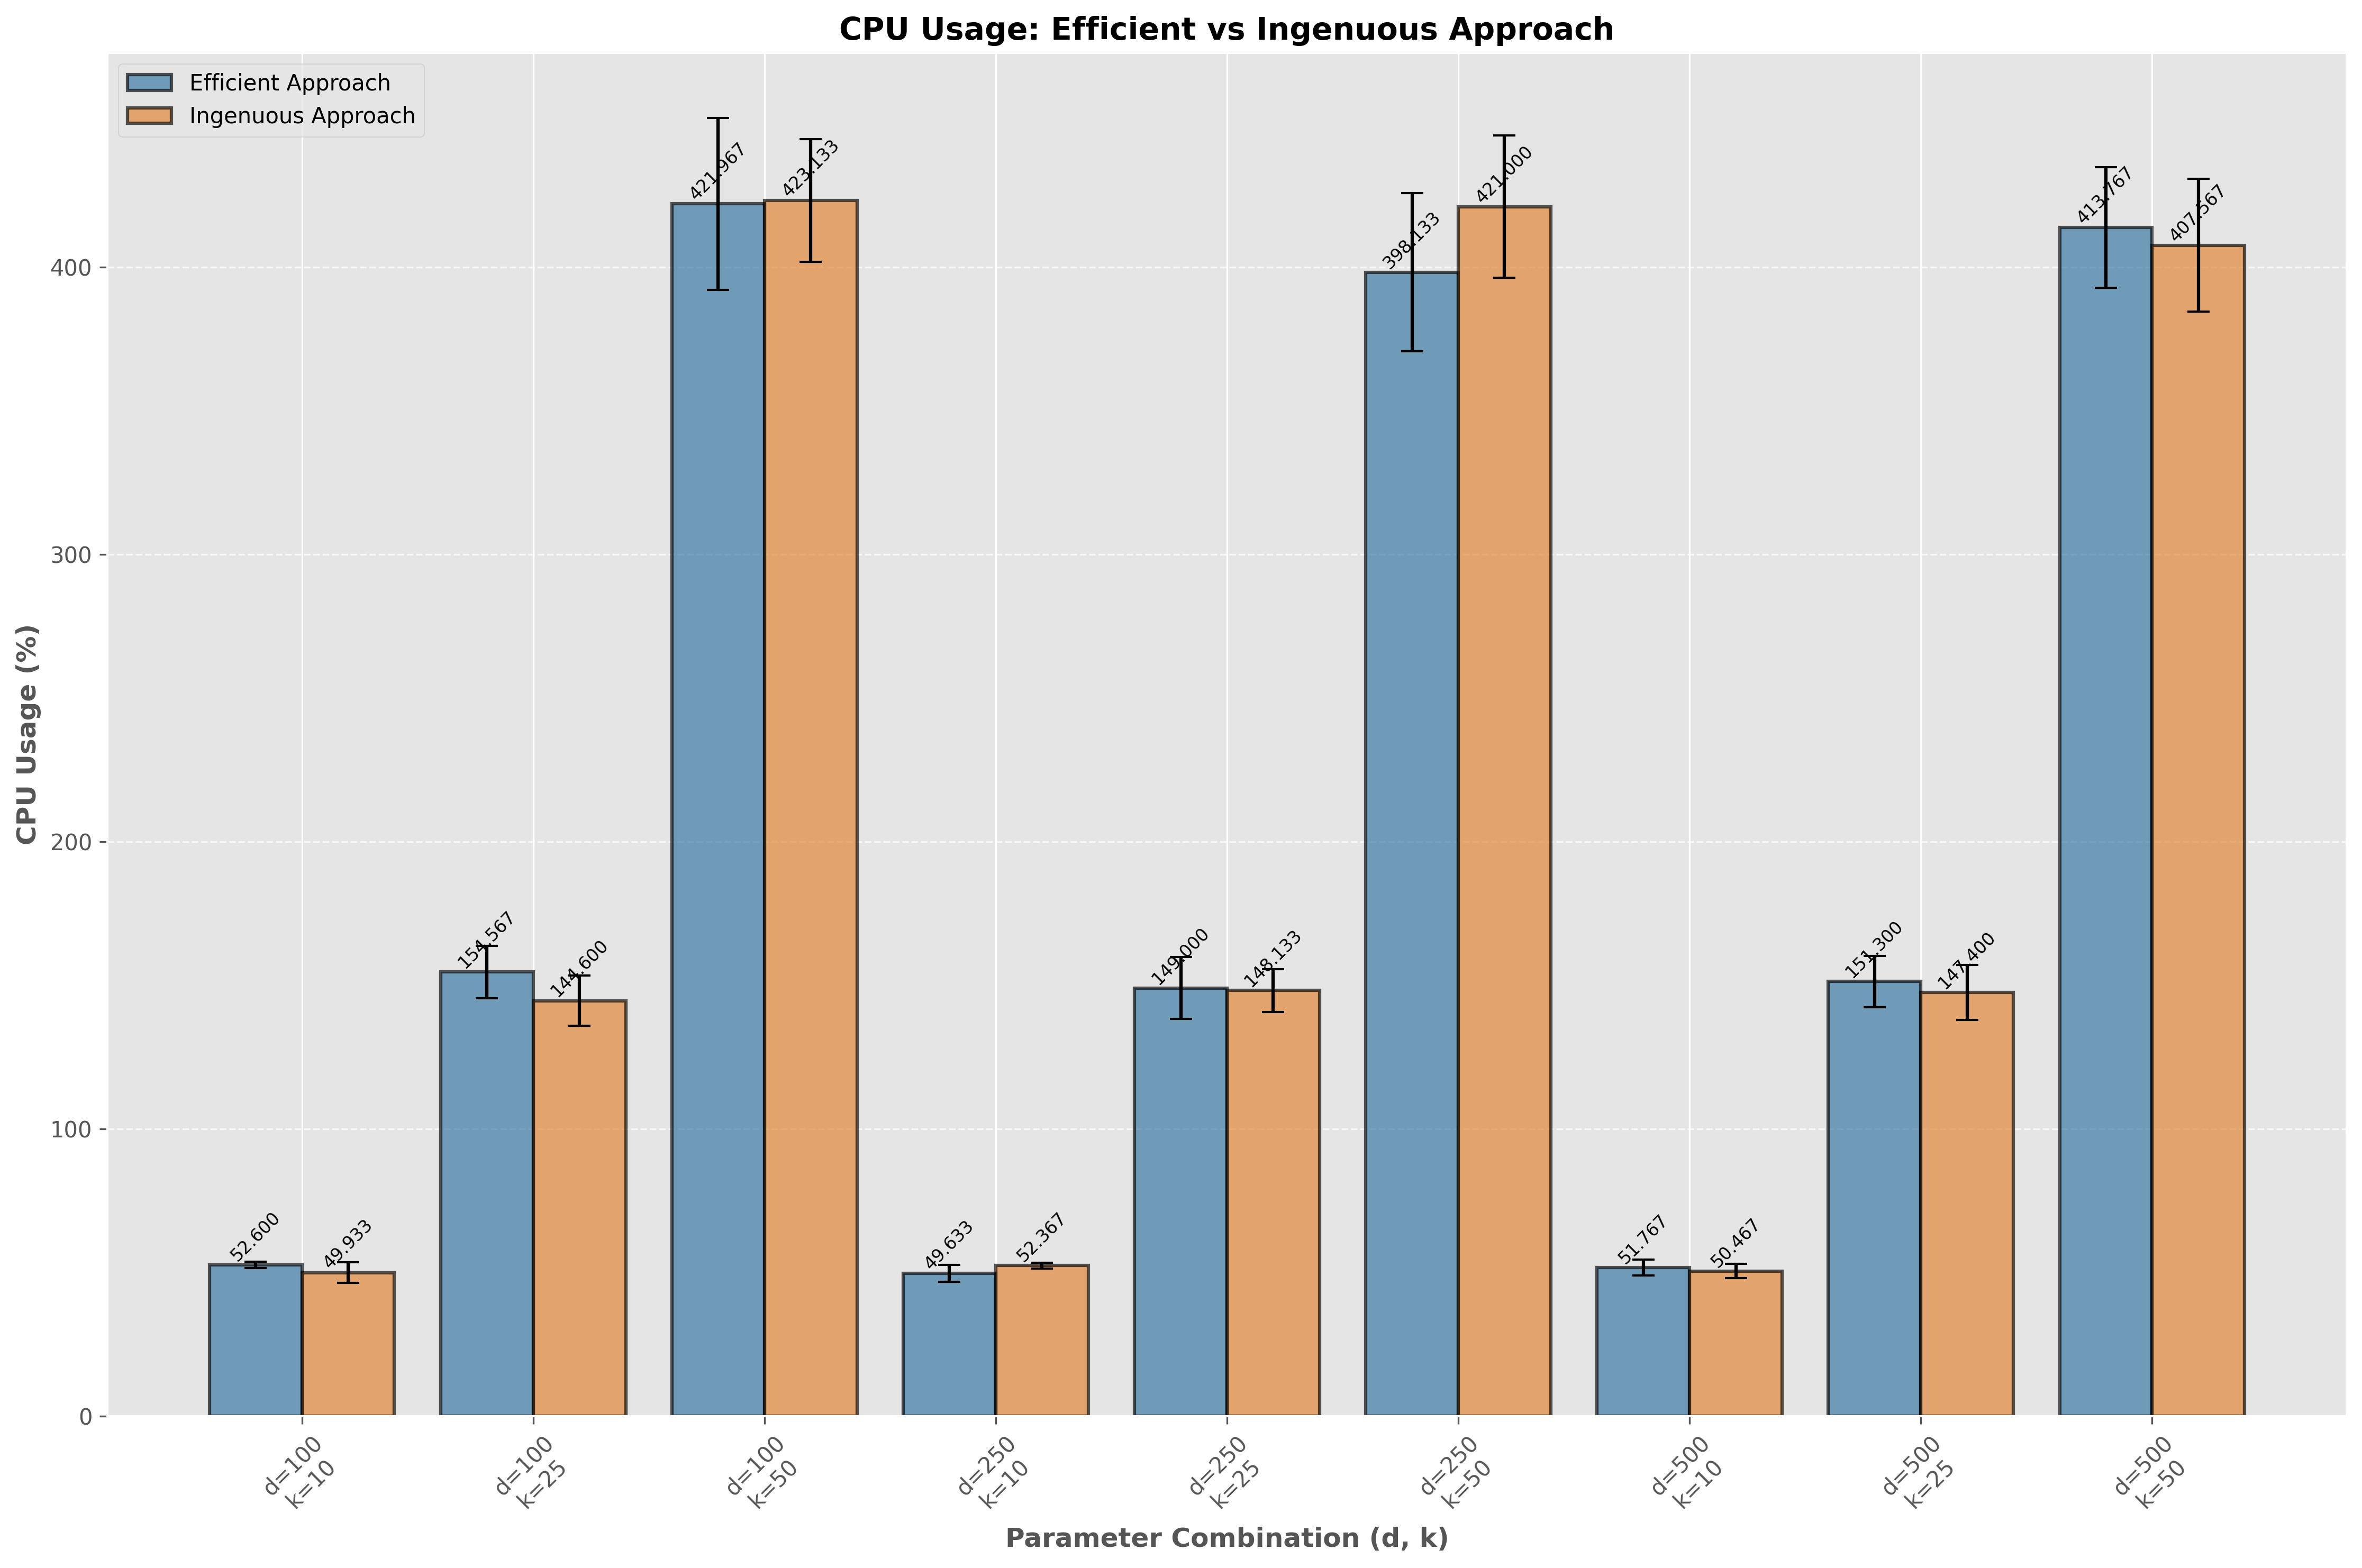 CPU Usage: Efficient vs Ingenuous Approach
Efficient Approach
Ingenuous Approach
CPU Usage (%)
400
300
200
100
0
52.600
49.933
154.567
144.600
421.967
423.133
49.633
52.367
149.000
148.133
398.133
421.000
51.767
50.467
151.300
147.400
413.767
407.567
d=100
k=10
d=100
k=25
d=100
k=50
d=250
k=10
d=250
k=25
d=250
k=50
d=500
k=10
d=500
k=25
d=500
k=50
Parameter Combination (d, k)